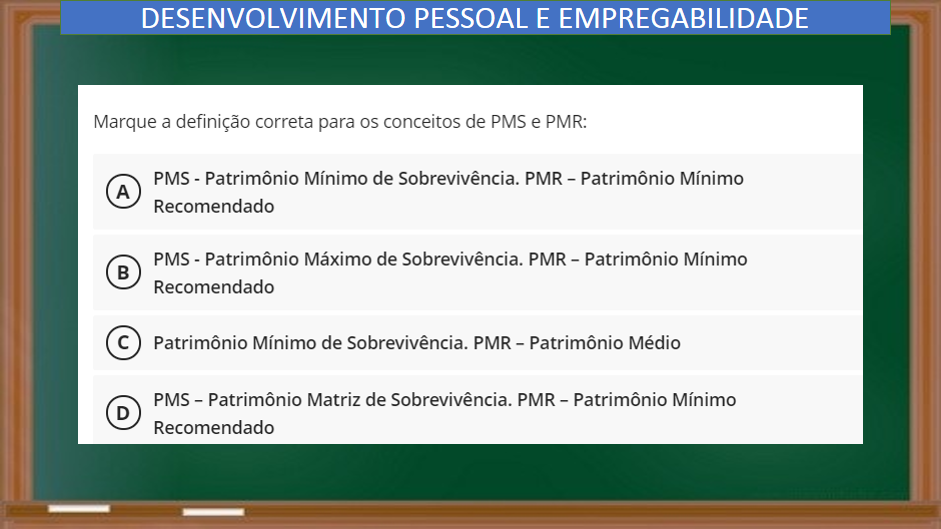 DESENVOLVIMENTO PESSOAL E EMPREGABILIDADE
Marque a definição correta para os conceitos de PMS e PMR:
A
PMS - Patrimônio Mínimo de Sobrevivência. PMR – Patrimônio Mínimo
Recomendado
B
PMS - Patrimônio Máximo de Sobrevivência. PMR – Patrimônio Mínimo
Recomendado
C
Patrimônio Mínimo de Sobrevivência. PMR – Patrimônio Médio
D
PMS – Patrimônio Matriz de Sobrevivência. PMR – Patrimônio Mínimo
Recomendado